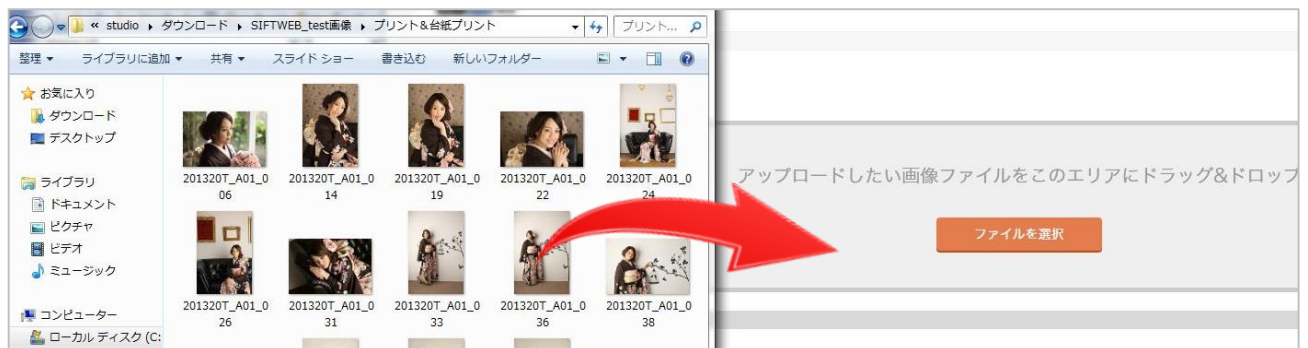 « studio ▸ ダウンロード ▸ SIFTWEB_test画像 ▸ プリント&台紙プリント
プリント...
整理 ▼ ライブラリに追加 ▼ 共有 ▼ スライド ショー 書き込む 新しいフォルダー
お気に入り
ダウンロード
デスクトップ
ライブラリ
ドキュメント
ピクチャ
ビデオ
ミュージック
コンピューター
ローカル ディスク (C:
201320T_A01_0
06
201320T_A01_0
14
201320T_A01_0
19
201320T_A01_0
22
201320T_A01_0
24
201320T_A01_0
26
201320T_A01_0
31
201320T_A01_0
33
201320T_A01_0
36
201320T_A01_0
38
アップロードしたい画像ファイルをこのエリアにドラッグ&ドロップ
ファイルを選択